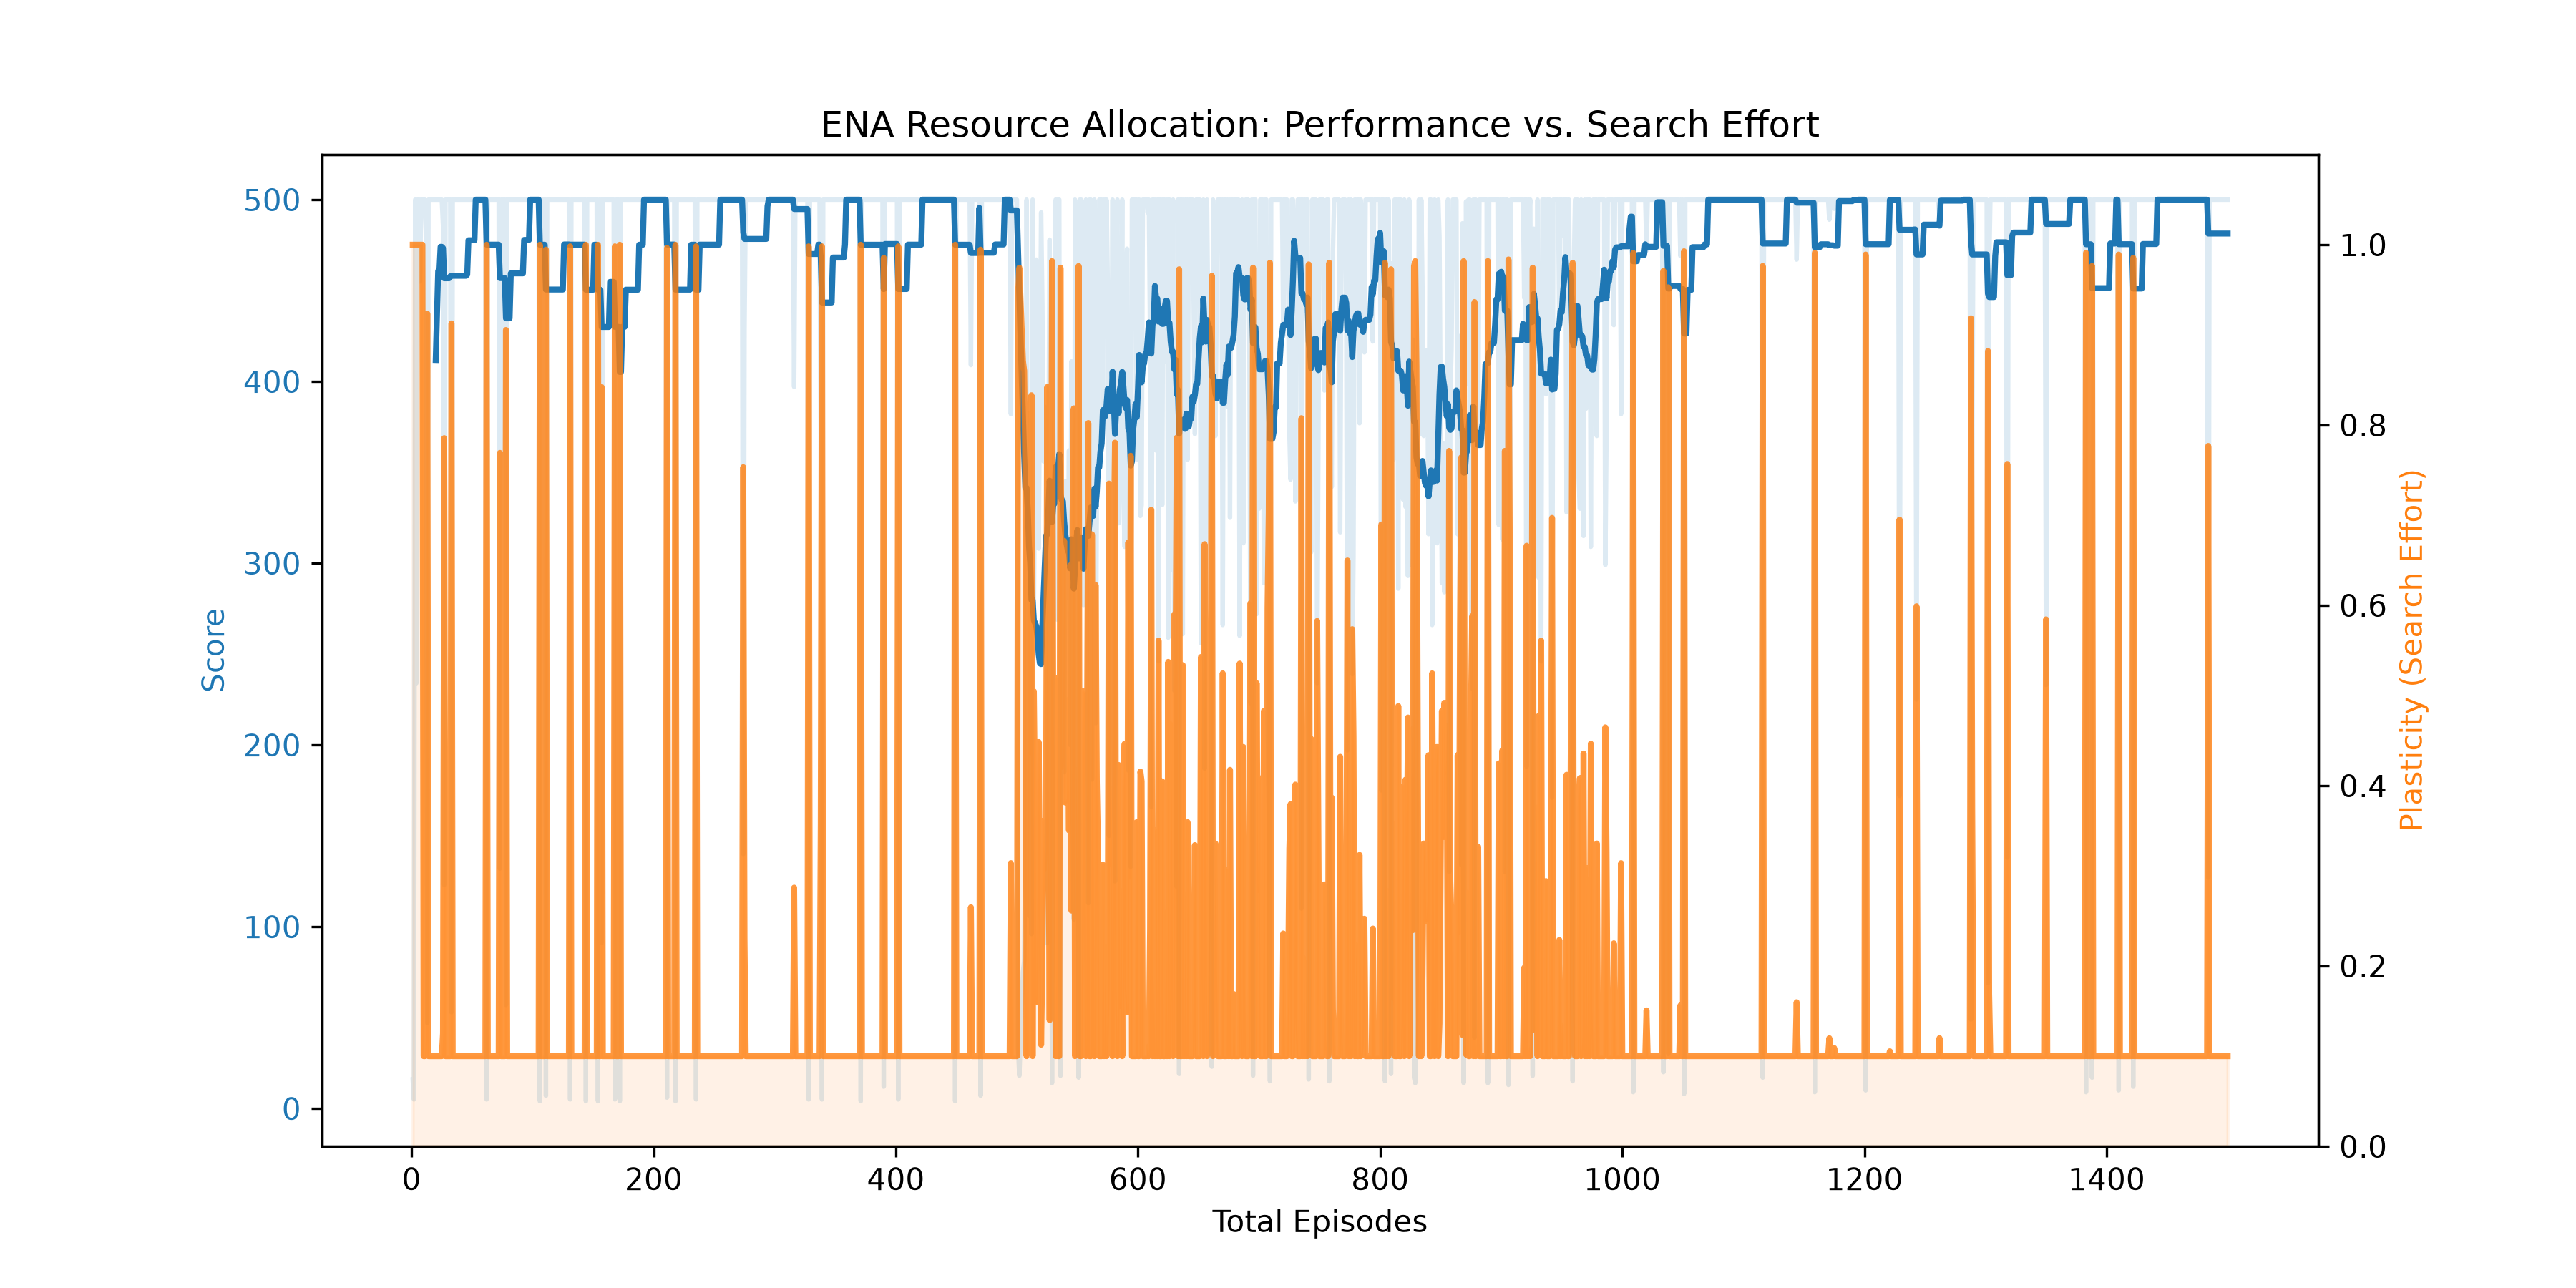 ENA Resource Allocation: Performance vs. Search Effort
500
400
300
200
100
0
Score
1.0
0.8
0.6
0.4
0.2
0.0
Plasticity (Search Effort)
0 200 400 600 800 1000 1200 1400
Total Episodes